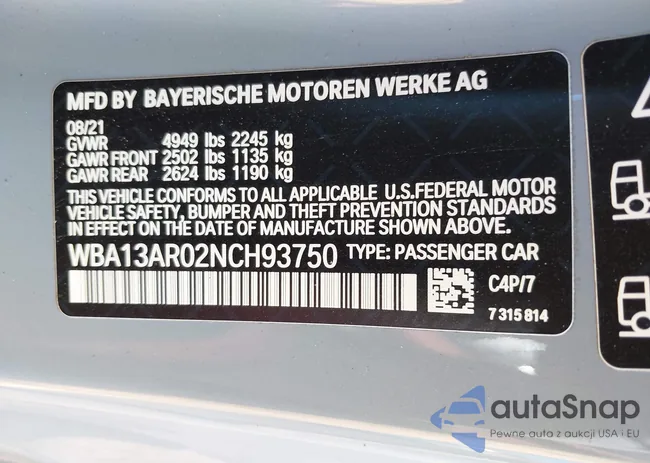 MFD BY BAYERISCHE MOTOREN WERKE AG
08/21
GVWR 4949 lbs 2245 kg
GAWR FRONT 2502 lbs 1135 kg
GAWR REAR 2624 lbs 1190 kg
THIS VEHICLE CONFORMS TO ALL APPLICABLE U.S.FEDERAL MOTOR
VEHICLE SAFETY, BUMPER AND THEFT PREVENTION STANDARDS
IN EFFECT ON THE DATE OF MANUFACTURE SHOWN ABOVE.
WBA13AR02NCH93750 TYPE: PASSENGER CAR
C4P/7
7 315 814
autoSnap
Pewne auta z aukcji USA i EU